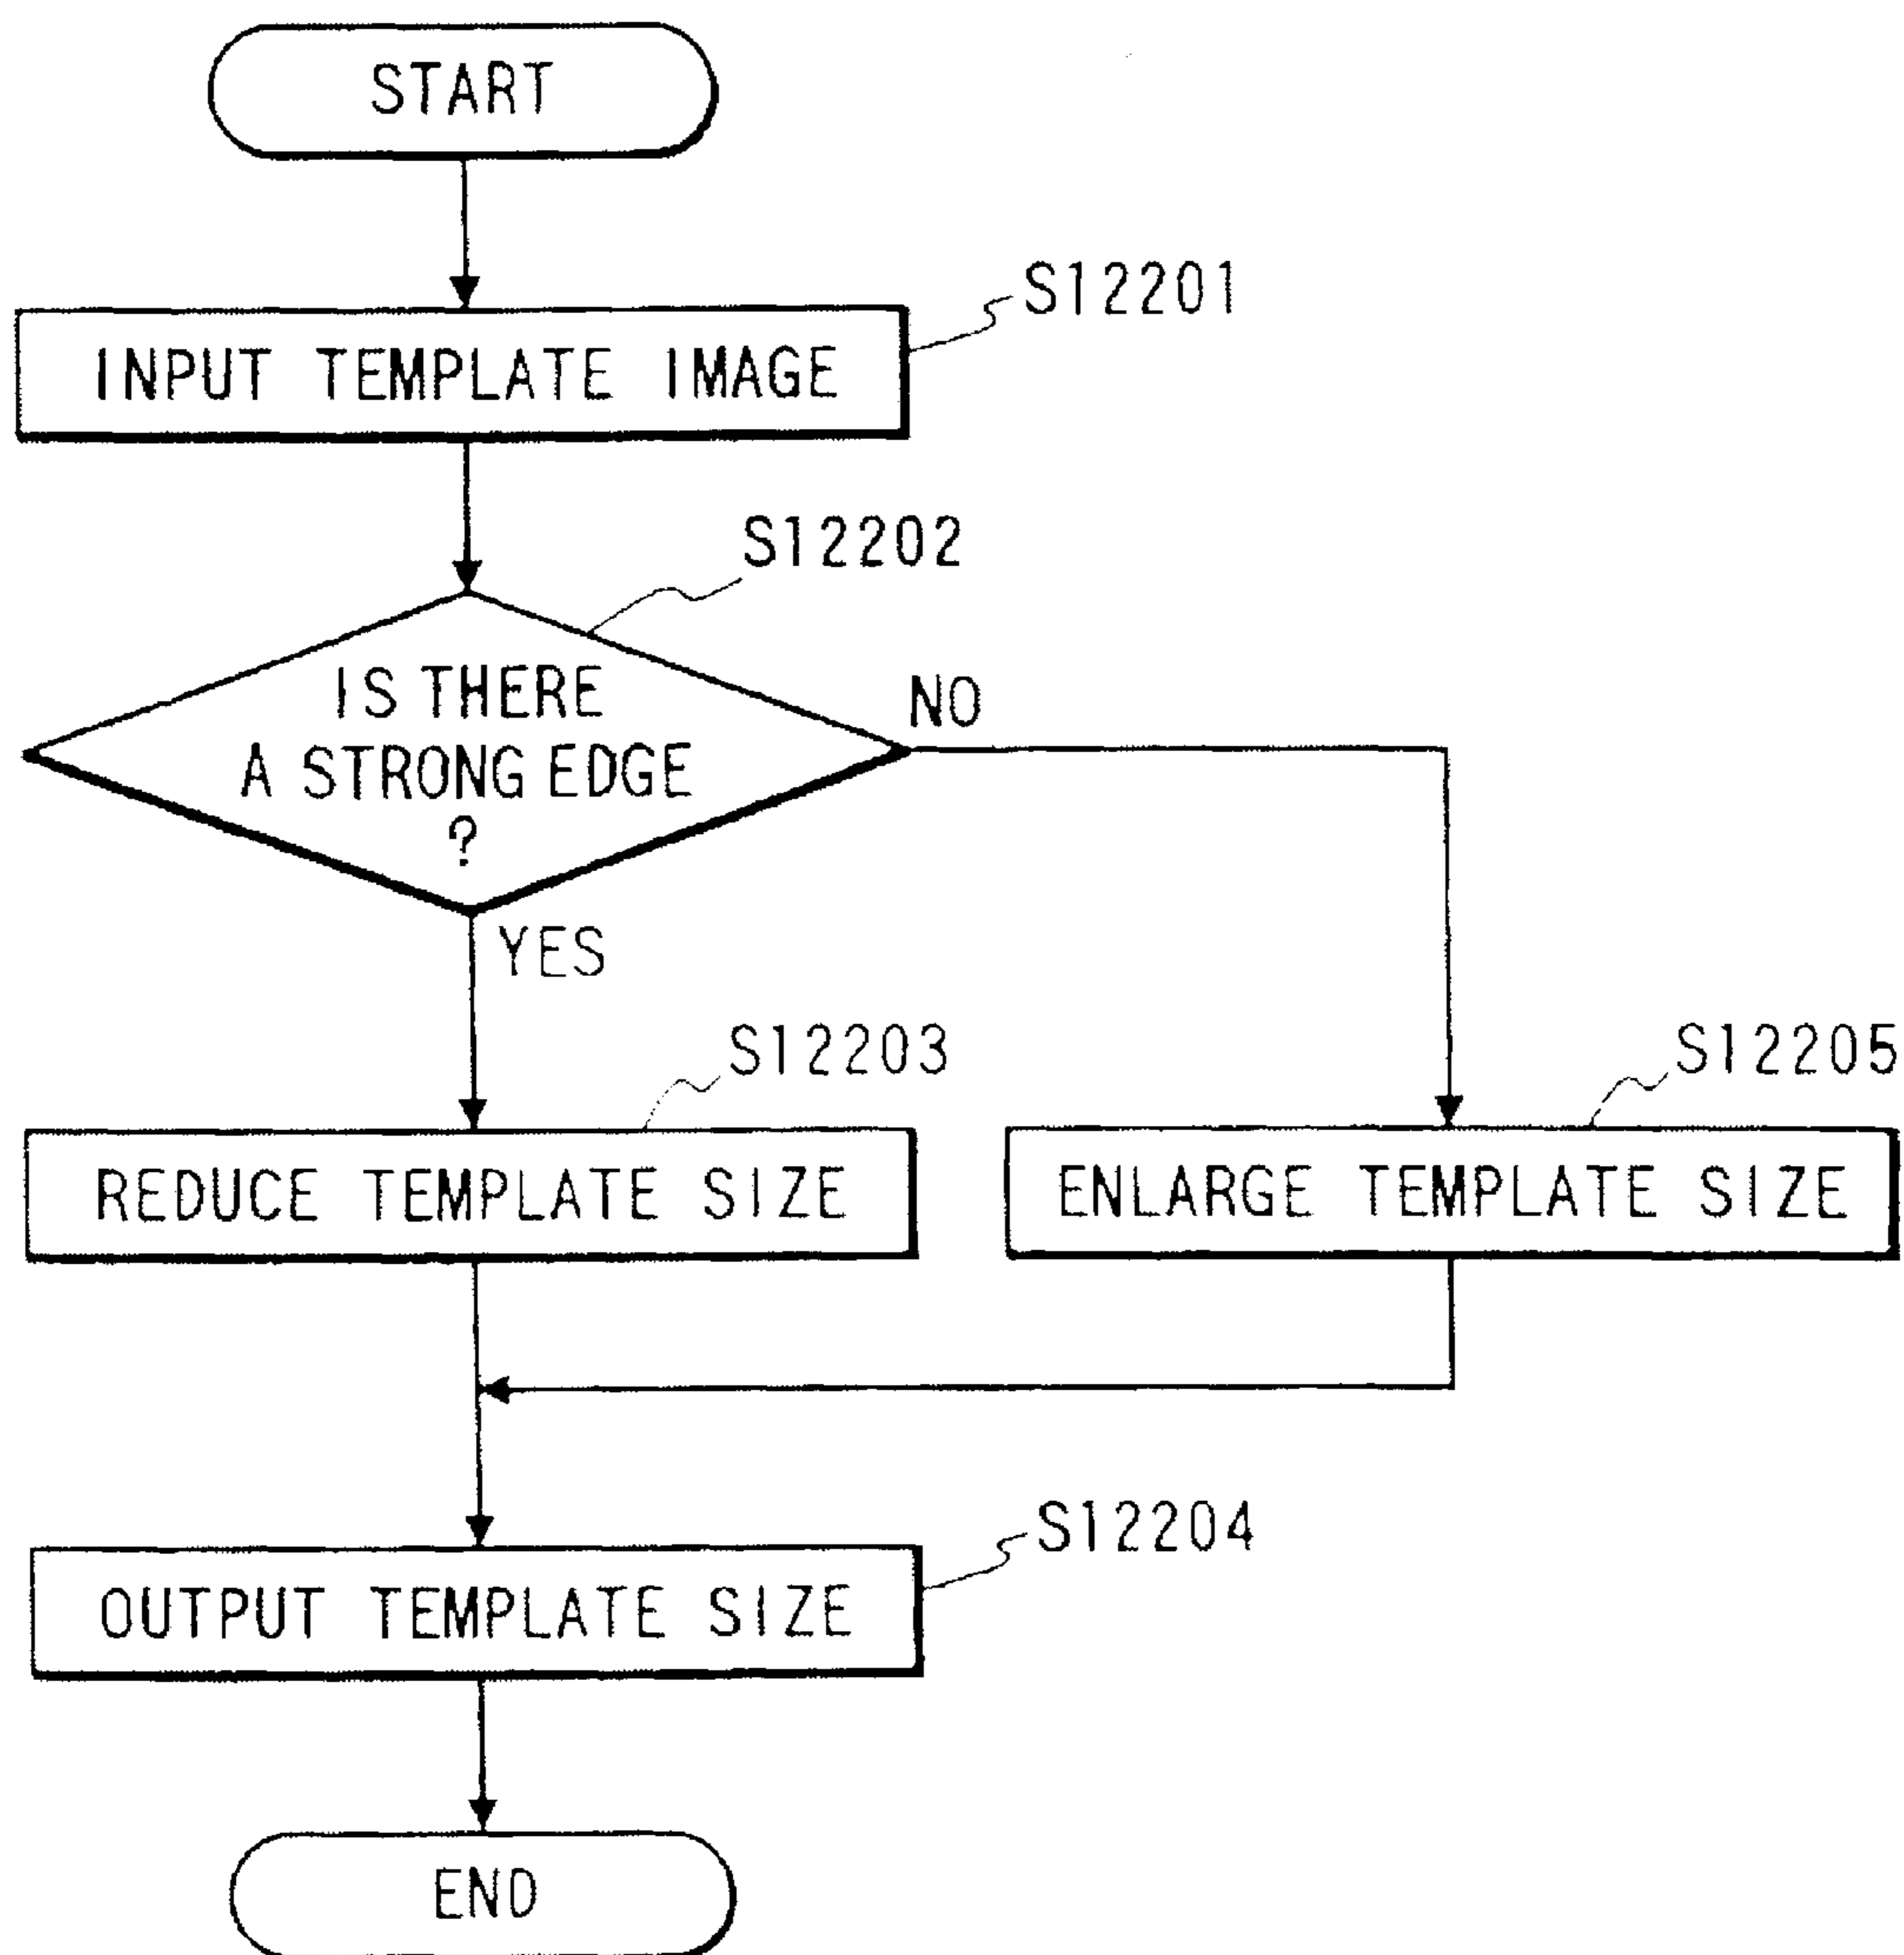 START
S12201
INPUT TEMPLATE IMAGE
S12202
IS THERE
A STRONG EDGE
?
NO
YES
S12203
S12205
REDUCE TEMPLATE SIZE
ENLARGE TEMPLATE SIZE
S12204
OUTPUT TEMPLATE SIZE
END